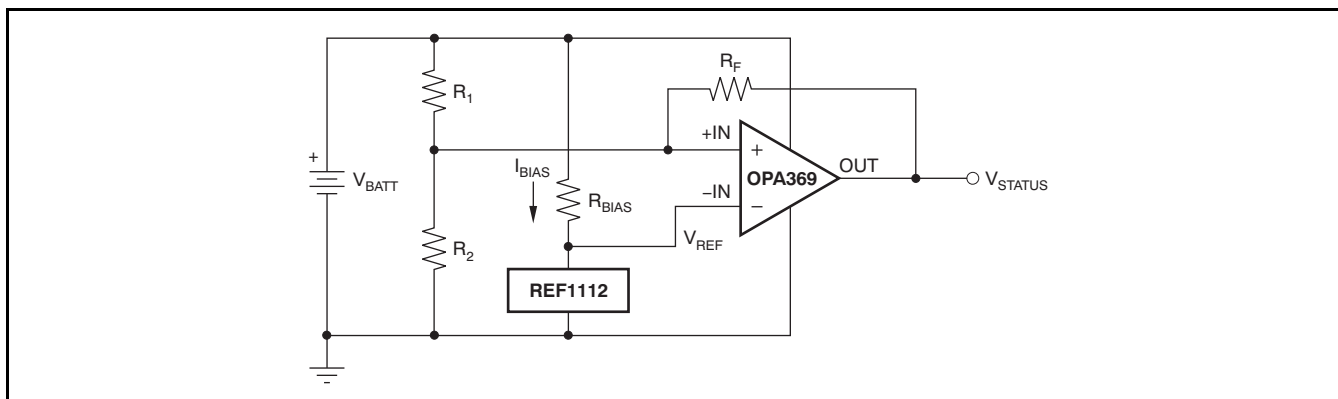 R_F
R_1
+IN
+
+
I_BIAS
OPA369
OUT
V_STATUS
V_BATT
R_BIAS
−IN
−
V_REF
R_2
REF1112